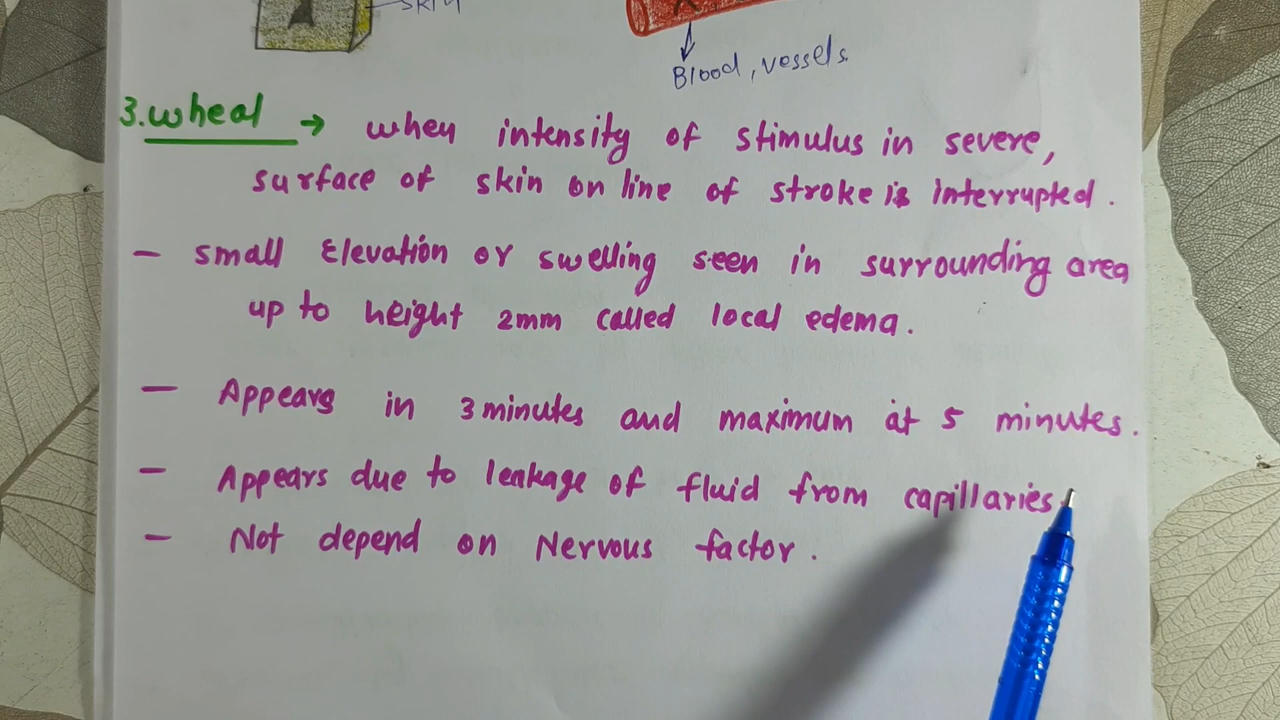 skin
Blood, vessels
3. wheal → when intensity of stimulus in severe,
surface of skin on line of stroke is interrupted.
- small Elevation or swelling seen in surrounding area
up to height 2mm called local edema.
- Appears in 3 minutes and maximum at 5 minutes.
- Appears due to leakage of fluid from capillaries
- Not depend on Nervous factor.